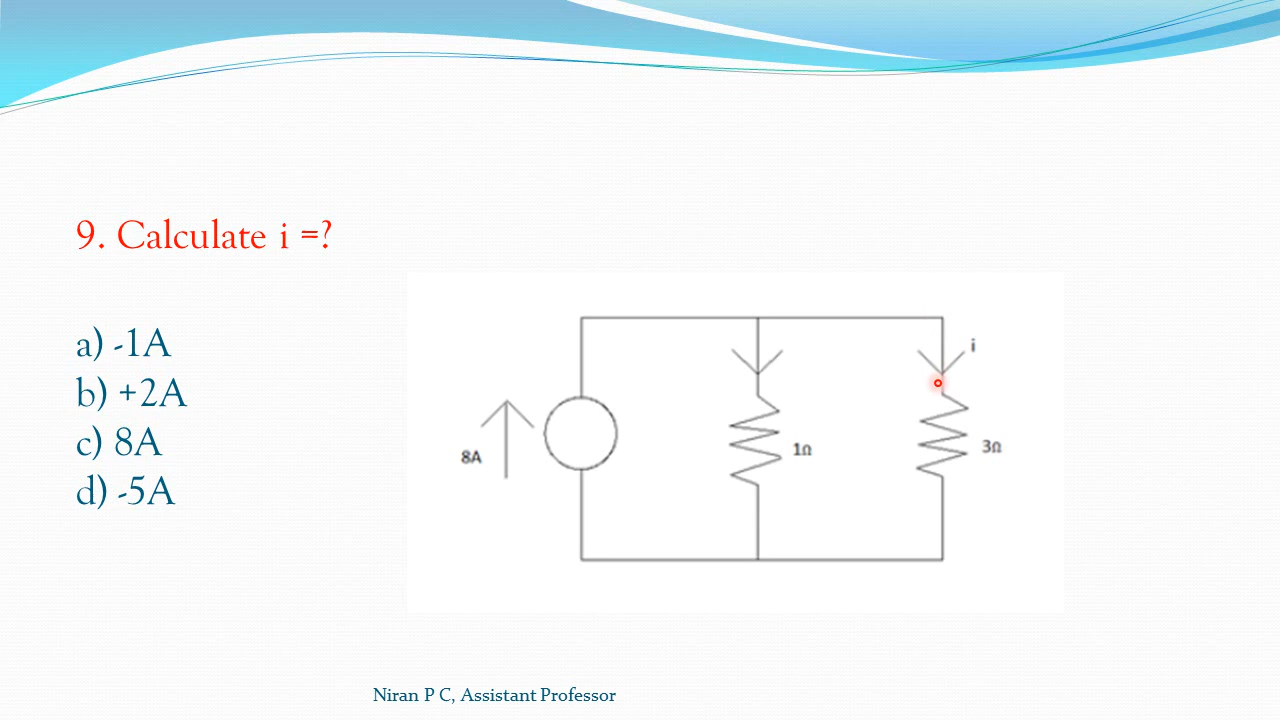 9. Calculate i =?
a) -1A
b) +2A
c) 8A
d) -5A
i
8A
1Ω
3Ω
Niran P C, Assistant Professor